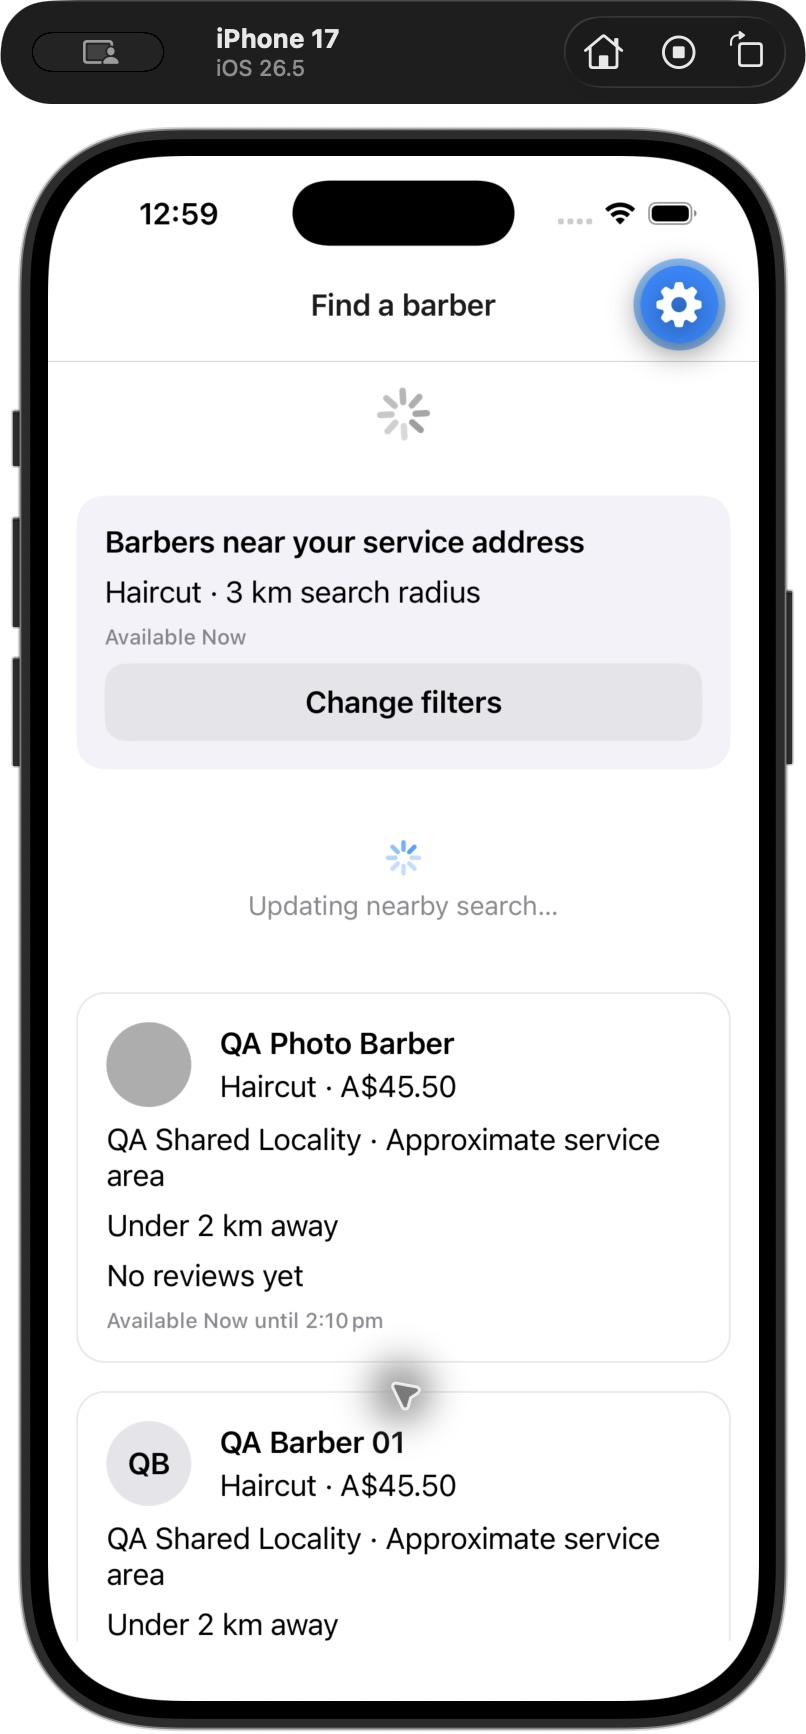 iPhone 17
iOS 26.5
12:59
Find a barber
Barbers near your service address
Haircut · 3 km search radius
Available Now
Change filters
Updating nearby search...
QA Photo Barber
Haircut · A$45.50
QA Shared Locality · Approximate service
area
Under 2 km away
No reviews yet
Available Now until 2:10 pm
QB
QA Barber 01
Haircut · A$45.50
QA Shared Locality · Approximate service
area
Under 2 km away